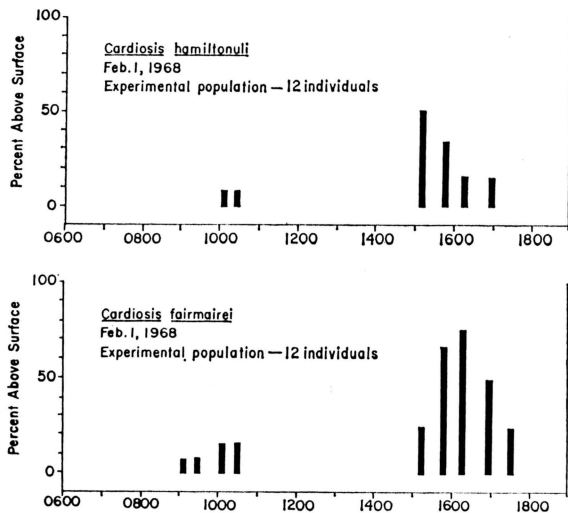 100
Cardiosis hamiltonuli
Feb. 1, 1968
Experimental population — 12 individuals
Percent Above Surface
50
0
0600 0800 1000 1200 1400 1600 1800
100
Cardiosis fairmairei
Feb. 1, 1968
Experimental population — 12 individuals
Percent Above Surface
50
0
0600 0800 1000 1200 1400 1600 1800